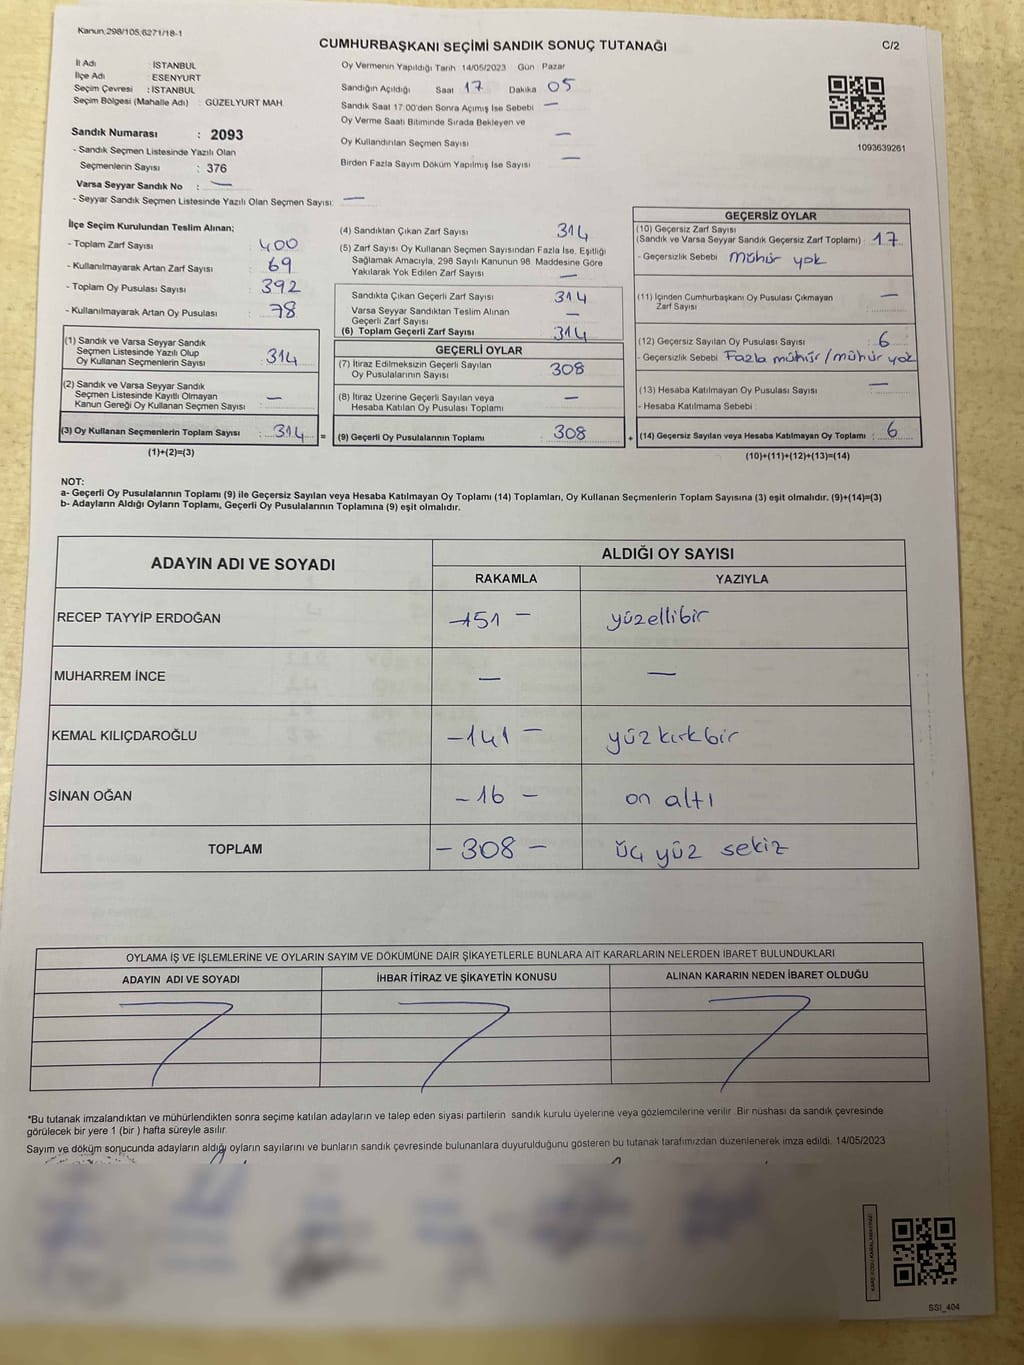 Kanun,298/105,6271/18-1
CUMHURBAŞKANI SEÇİMİ SANDIK SONUÇ TUTANAĞI
C/2
İl Adı : İSTANBUL
İlçe Adı : ESENYURT
Seçim Çevresi : İSTANBUL
Seçim Bölgesi (Mahalle Adı) : GÜZELYURT MAH.
Sandık Numarası : 2093
- Sandık Seçmen Listesinde Yazılı Olan
Seçmenlerin Sayısı : 376
Varsa Seyyar Sandık No : —
- Seyyar Sandık Seçmen Listesinde Yazılı Olan Seçmen Sayısı: —
Oy Vermenin Yapıldığı Tarih :14/05/2023 Gün Pazar
Sandığın Açıldığı Saat 17 Dakika 05
Sandık Saat 17:00'den Sonra Açımış İse Sebebi —
Oy Verme Saati Bitiminde Sırada Bekleyen ve
Oy Kullandırılan Seçmen Sayısı —
Birden Fazla Sayım Döküm Yapılmış İse Sayısı —
1093639261
İlçe Seçim Kurulundan Teslim Alınan;
- Toplam Zarf Sayısı : 400
- Kullanılmayarak Artan Zarf Sayısı : 69
- Toplam Oy Pusulası Sayısı : 392
- Kullanılmayarak Artan Oy Pusulası : 78
(1) Sandık ve Varsa Seyyar Sandık
Seçmen Listesinde Yazılı Olup
Oy Kullanan Seçmenlerin Sayısı : 314
(2) Sandık ve Varsa Seyyar Sandık
Seçmen Listesinde Kayıtlı Olmayan
Kanun Gereği Oy Kullanan Seçmen Sayısı : —
(3) Oy Kullanan Seçmenlerin Toplam Sayısı : 314 =
(1)+(2)=(3)
(4) Sandıktan Çıkan Zarf Sayısı 314
(5) Zarf Sayısı Oy Kullanan Seçmen Sayısından Fazla İse, Eşitliği
Sağlamak Amacıyla, 298 Sayılı Kanunun 98. Maddesine Göre
Yakılarak Yok Edilen Zarf Sayısı —
Sandıkta Çıkan Geçerli Zarf Sayısı 314
Varsa Seyyar Sandıktan Teslim Alınan
Geçerli Zarf Sayısı —
(6) Toplam Geçerli Zarf Sayısı 314
GEÇERLİ OYLAR
(7) İtiraz Edilmeksizin Geçerli Sayılan
Oy Pusulalarının Sayısı 308
(8) İtiraz Üzerine Geçerli Sayılan veya
Hesaba Katılan Oy Pusulası Toplamı —
(9) Geçerli Oy Pusulalarının Toplamı 308 +
GEÇERSİZ OYLAR
(10) Geçersiz Zarf Sayısı
(Sandık ve Varsa Seyyar Sandık Geçersiz Zarf Toplamı) : 17
- Geçersizlik Sebebi mühür yok
(11) İçinden Cumhurbaşkanı Oy Pusulası Çıkmayan
Zarf Sayısı —
(12) Geçersiz Sayılan Oy Pusulası Sayısı : 6
- Geçersizlik Sebebi Fazla mühür/mühür yok
(13) Hesaba Katılmayan Oy Pusulası Sayısı —
- Hesaba Katılmama Sebebi
(14) Geçersiz Sayılan veya Hesaba Katılmayan Oy Toplamı : 6
(10)+(11)+(12)+(13)=(14)
NOT:
a- Geçerli Oy Pusulalarının Toplamı (9) ile Geçersiz Sayılan veya Hesaba Katılmayan Oy Toplamı (14) Toplamları, Oy Kullanan Seçmenlerin Toplam Sayısına (3) eşit olmalıdır. (9)+(14)=(3)
b- Adayların Aldığı Oyların Toplamı, Geçerli Oy Pusulalarının Toplamına (9) eşit olmalıdır.
ADAYIN ADI VE SOYADI
ALDIĞI OY SAYISI
RAKAMLA YAZIYLA
RECEP TAYYİP ERDOĞAN -151 - yüzellibir
MUHARREM İNCE — —
KEMAL KILIÇDAROĞLU -141 - yüz kırk bir
SİNAN OĞAN -16 - on altı
TOPLAM -308 - üç yüz sekiz
OYLAMA İŞ VE İŞLEMLERİNE VE OYLARIN SAYIM VE DÖKÜMÜNE DAİR ŞİKAYETLERLE BUNLARA AİT KARARLARIN NELERDEN İBARET BULUNDUKLARI
ADAYIN ADI VE SOYADI İHBAR İTİRAZ VE ŞİKAYETİN KONUSU ALINAN KARARIN NEDEN İBARET OLDUĞU
*Bu tutanak imzalandıktan ve mühürlendikten sonra seçime katılan adayların ve talep eden siyasi partilerin sandık kurulu üyelerine veya gözlemcilerine verilir .Bir nüshası da sandık çevresinde
görülecek bir yere 1 (bir ) hafta süreyle asılır.
Sayım ve döküm sonucunda adayların aldığı oyların sayılarını ve bunların sandık çevresinde bulunanlara duyurulduğunu gösteren bu tutanak tarafımızdan düzenlenerek imza edildi. 14/05/2023
SSI_404